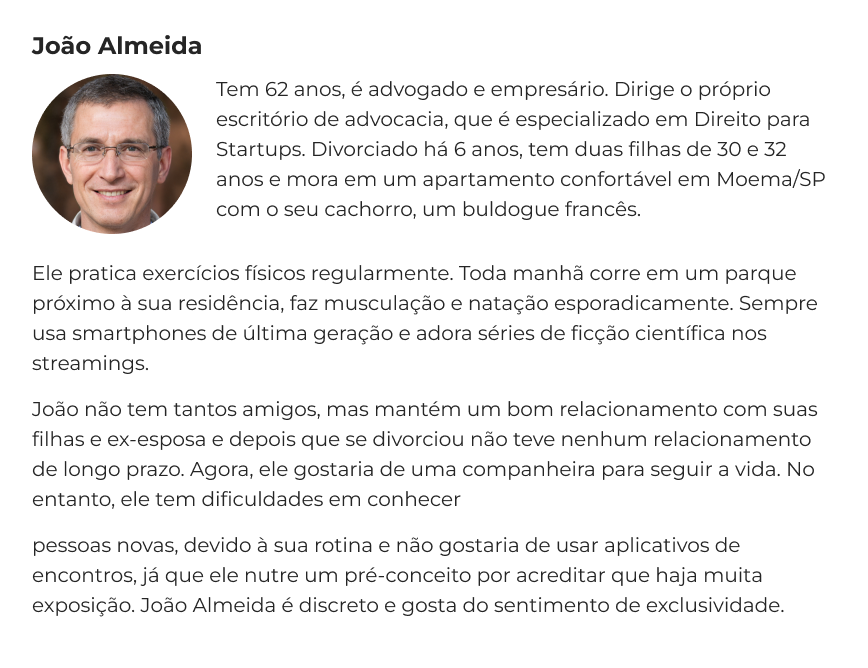 João Almeida
Tem 62 anos, é advogado e empresário. Dirige o próprio
escritório de advocacia, que é especializado em Direito para
Startups. Divorciado há 6 anos, tem duas filhas de 30 e 32
anos e mora em um apartamento confortável em Moema/SP
com o seu cachorro, um buldogue francês.
Ele pratica exercícios físicos regularmente. Toda manhã corre em um parque
próximo à sua residência, faz musculação e natação esporadicamente. Sempre
usa smartphones de última geração e adora séries de ficção científica nos
streamings.
João não tem tantos amigos, mas mantém um bom relacionamento com suas
filhas e ex-esposa e depois que se divorciou não teve nenhum relacionamento
de longo prazo. Agora, ele gostaria de uma companheira para seguir a vida. No
entanto, ele tem dificuldades em conhecer
pessoas novas, devido à sua rotina e não gostaria de usar aplicativos de
encontros, já que ele nutre um pré-conceito por acreditar que haja muita
exposição. João Almeida é discreto e gosta do sentimento de exclusividade.